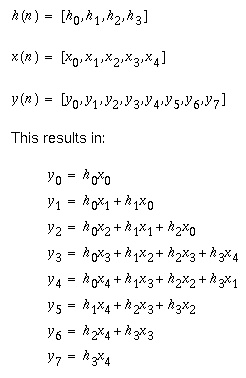 h(n) = [h₀,h₁,h₂,h₃]
x(n) = [x₀,x₁,x₂,x₃,x₄]
y(n) = [y₀,y₁,y₂,y₃,y₄,y₅,y₆,y₇]
This results in:
y₀ = h₀x₀
y₁ = h₀x₁ + h₁x₀
y₂ = h₀x₂ + h₁x₁ + h₂x₀
y₃ = h₀x₃ + h₁x₂ + h₂x₃ + h₃x₀
y₄ = h₀x₄ + h₁x₃ + h₂x₂ + h₃x₁
y₅ = h₁x₄ + h₂x₃ + h₃x₂
y₆ = h₂x₄ + h₃x₃
y₇ = h₃x₄